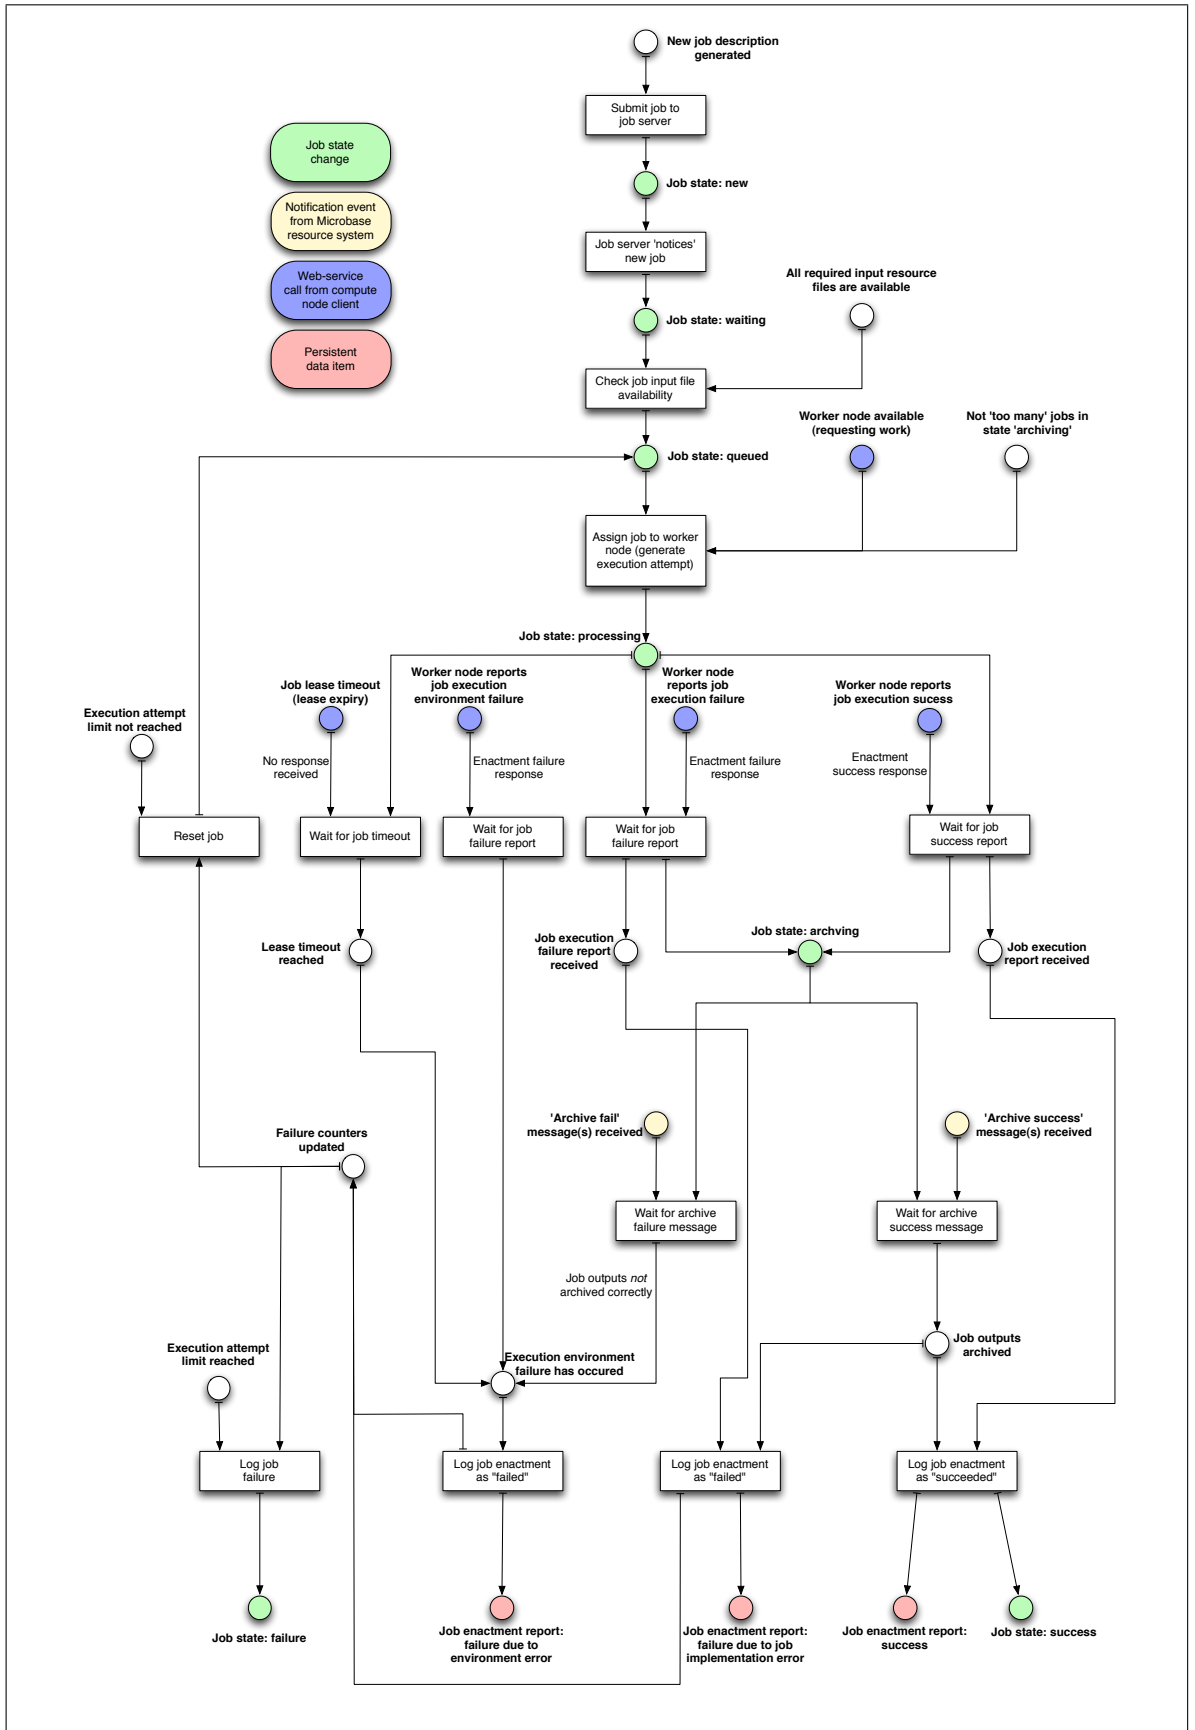 New job description
generated
Submit job to
job server
Job state
change
Job state: new
Notification event
from Microbase
resource system
Job server 'notices'
new job
Web-service
call from compute
node client
All required input resource
files are available
Job state: waiting
Persistent
data item
Check job input file
availability
Worker node available
(requesting work)
Not 'too many' jobs in
state 'archiving'
Job state: queued
Assign job to worker
node (generate
execution attempt)
Job state: processing
Job lease timeout
(lease expiry)
Worker node reports
job execution
environment failure
Worker node
reports job
execution failure
Worker node reports
job execution sucess
Execution attempt
limit not reached
No response
received
Enactment failure
response
Enactment failure
response
Enactment
success response
Reset job
Wait for job timeout
Wait for job
failure report
Wait for job
failure report
Wait for job
success report
Lease timeout
reached
Job execution
failure report
received
Job state: archving
Job execution
report received
'Archive fail'
message(s) received
'Archive success'
message(s) received
Failure counters
updated
Wait for archive
failure message
Wait for archive
success message
Job outputs not
archived correctly
Execution attempt
limit reached
Execution environment
failure has occured
Job outputs
archived
Log job
failure
Log job enactment
as "failed"
Log job enactment
as "failed"
Log job enactment
as "succeeded"
Job state: failure
Job enactment report:
failure due to
environment error
Job enactment report:
failure due to job
implementation error
Job enactment report:
success
Job state: success